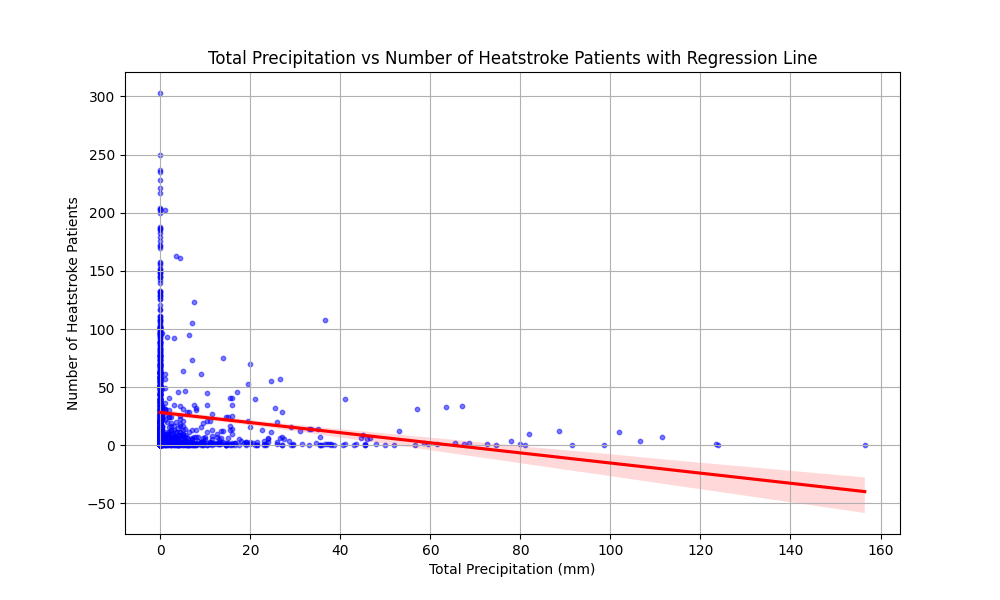 Total Precipitation vs Number of Heatstroke Patients with Regression Line
300
250
200
150
100
50
0
−50
Number of Heatstroke Patients
0 20 40 60 80 100 120 140 160
Total Precipitation (mm)